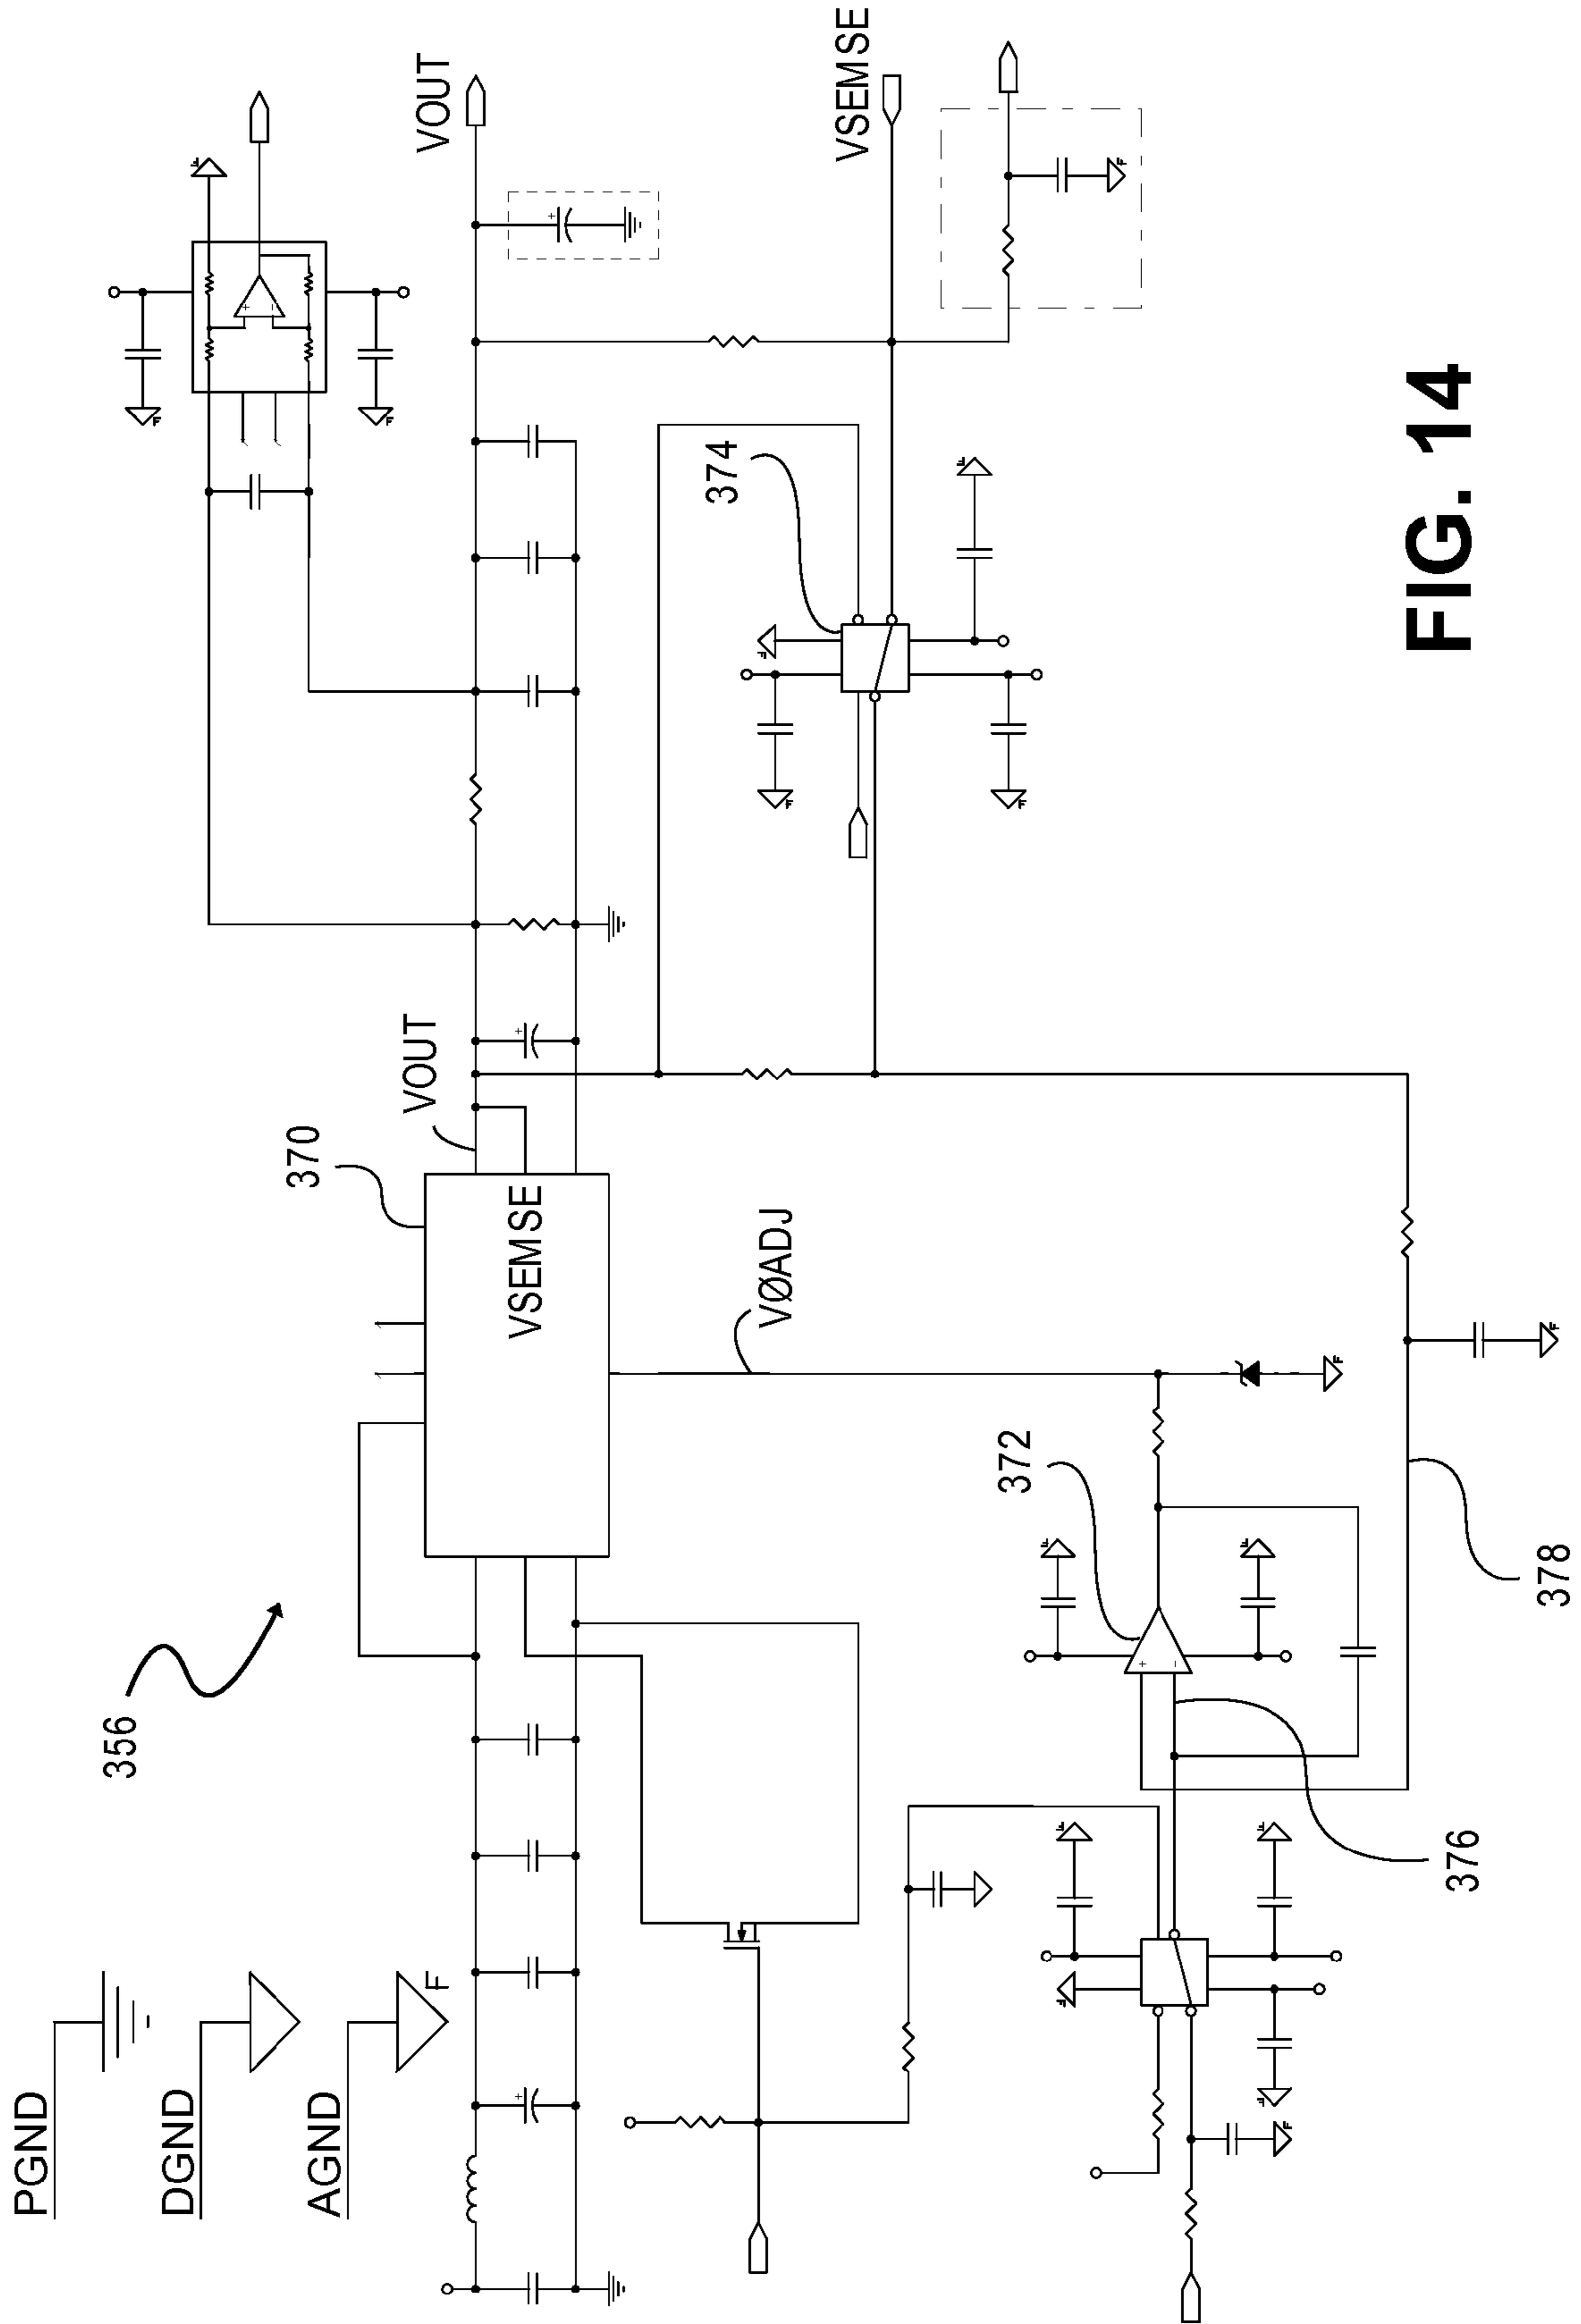 PGND
DGND
AGND
F
356
370
VOUT
VOUT
VSEMSE
VSEMSE
VØADJ
374
372
376
378
FIG. 14